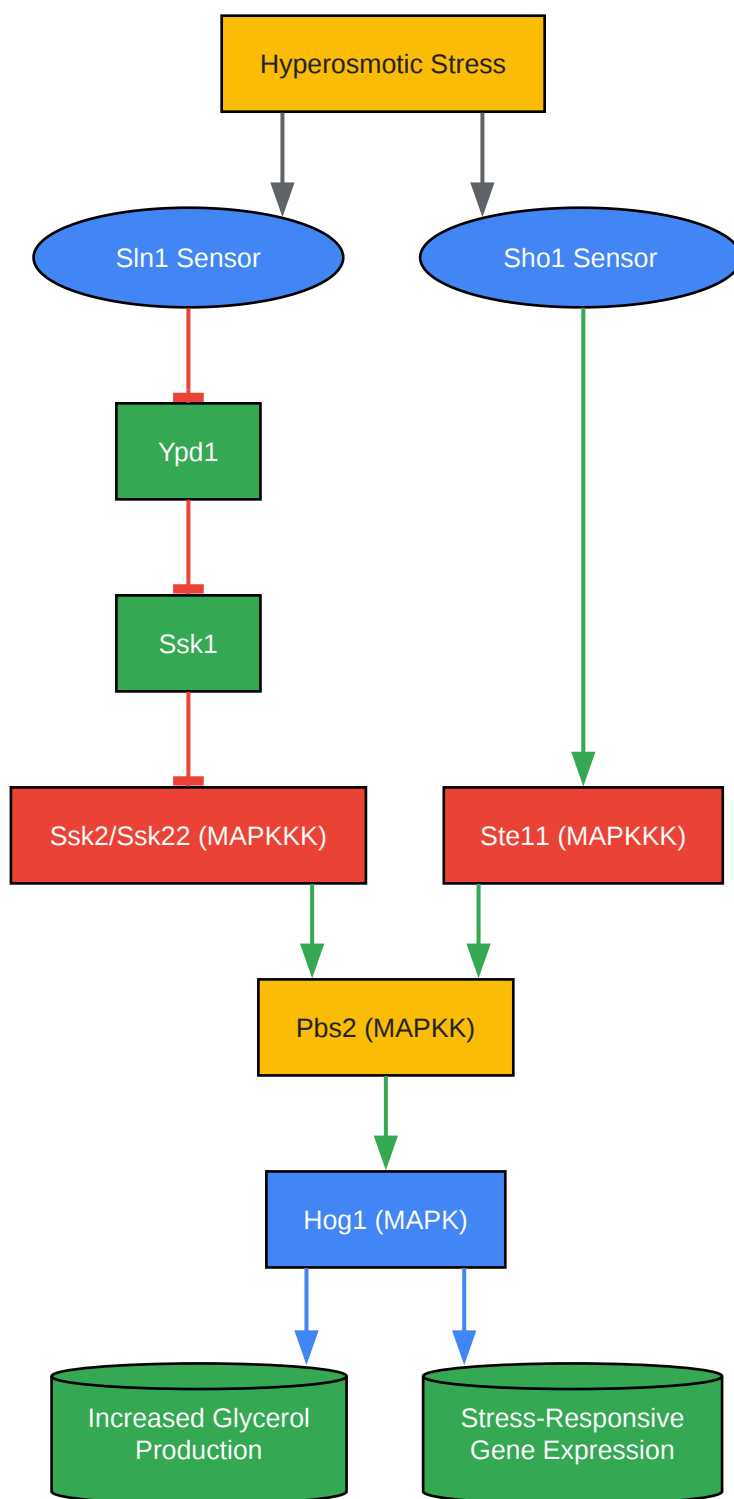 Hyperosmotic Stress
Sln1 Sensor
Sho1 Sensor
Ypd1
Ssk1
Ssk2/Ssk22 (MAPKKK)
Ste11 (MAPKKK)
Pbs2 (MAPKK)
Hog1 (MAPK)
Increased Glycerol
Production
Stress-Responsive
Gene Expression